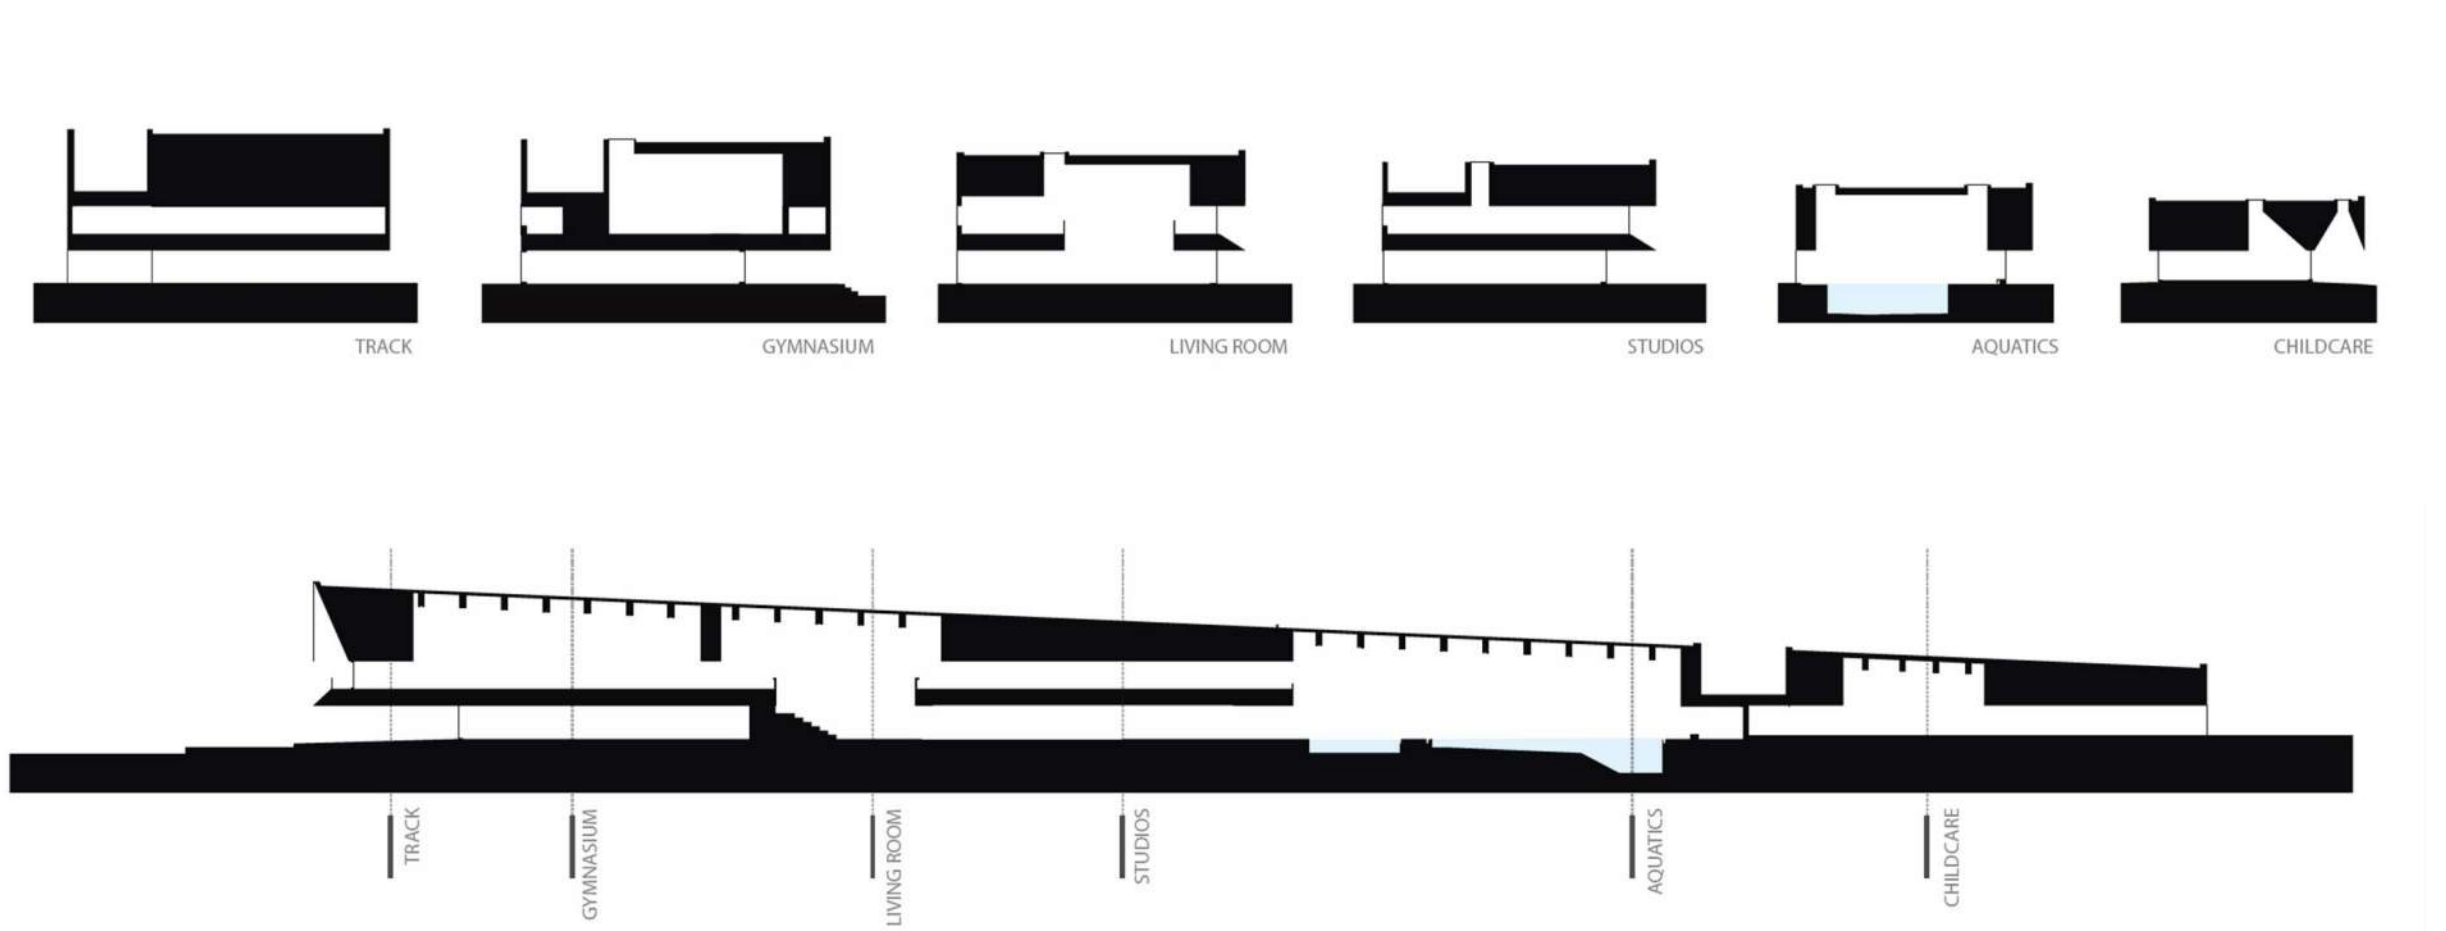 TRACK
GYMNASIUM
LIVING ROOM
STUDIOS
AQUATICS
CHILDCARE
TRACK
GYMNASIUM
LIVING ROOM
STUDIOS
AQUATICS
CHILDCARE